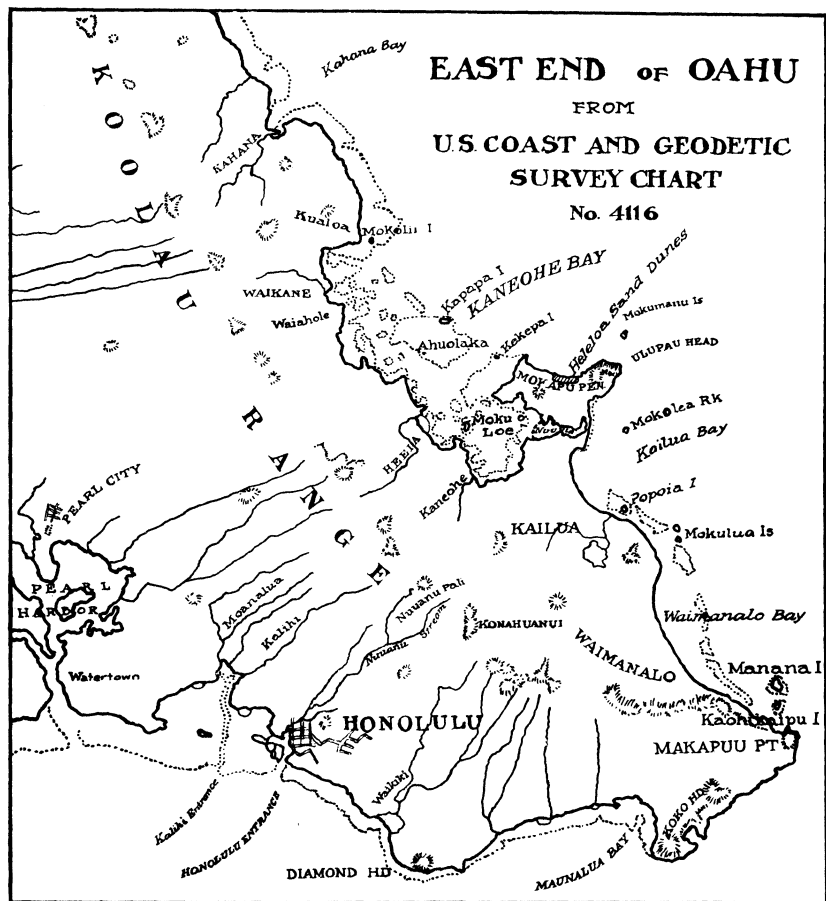 EAST END OF OAHU
FROM
U.S. COAST AND GEODETIC
SURVEY CHART
No. 4116
Kahana Bay
KAHANA
KOOLAU RANGE
Kualoa
Mokolii I
WAIKANE
Waiahole
Kapapa I
KANEOHE BAY
Ahuolaka
Kekepa I
Heleloa Sand Dunes
Mokumanu Is
ULUPAU HEAD
MOKAPU PEN.
Moku o
Loe
Mokolea RK
Kailua Bay
HEEIA
Kaneohe
Popoia I
KAILUA
Mokulua Is
PEARL CITY
PEARL
HARBOR
Moanalua
Kalihi
Nuuanu Pali
Nuuanu Stream
KONAHUANUI
Waimanalo Bay
WAIMANALO
Manana I
Kaohikaipu I
MAKAPUU PT
Watertown
HONOLULU
Waikiki
Kalihi Entrance
HONOLULU ENTRANCE
DIAMOND HD
MAUNALUA BAY
KOKO HD